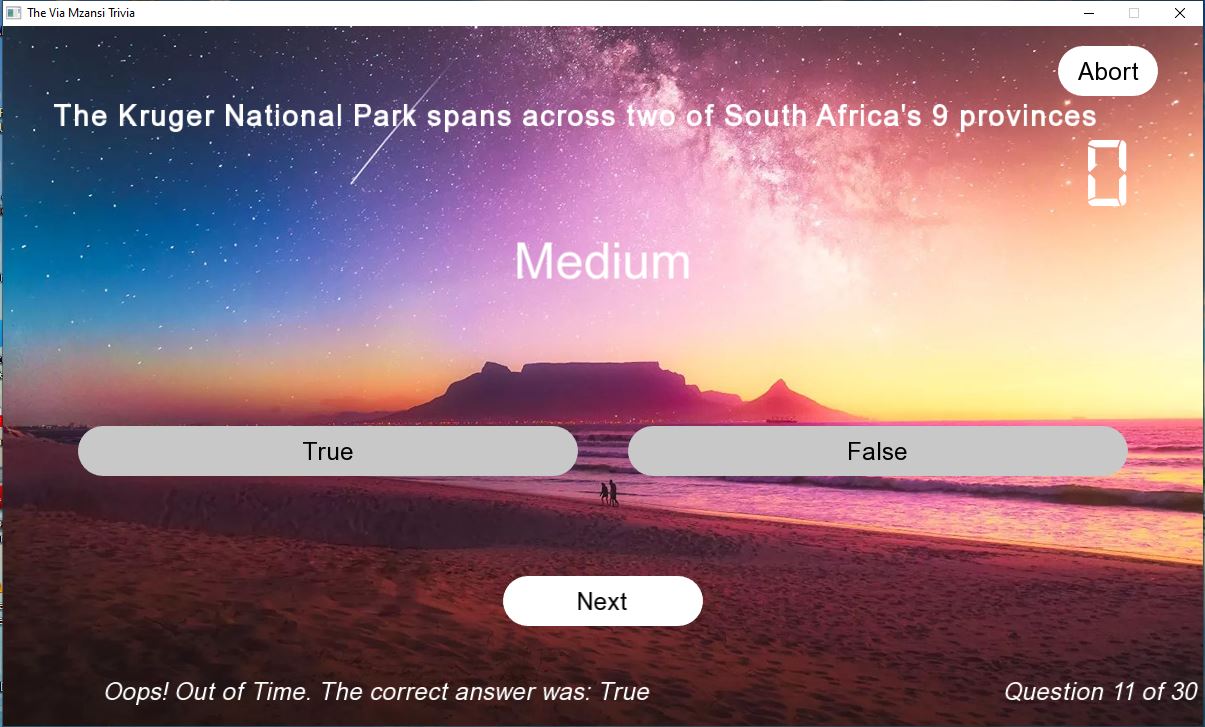 The Via Mzansi Trivia
Abort
The Kruger National Park spans across two of South Africa's 9 provinces
0
Medium
True
False
Next
Oops! Out of Time. The correct answer was: True
Question 11 of 30